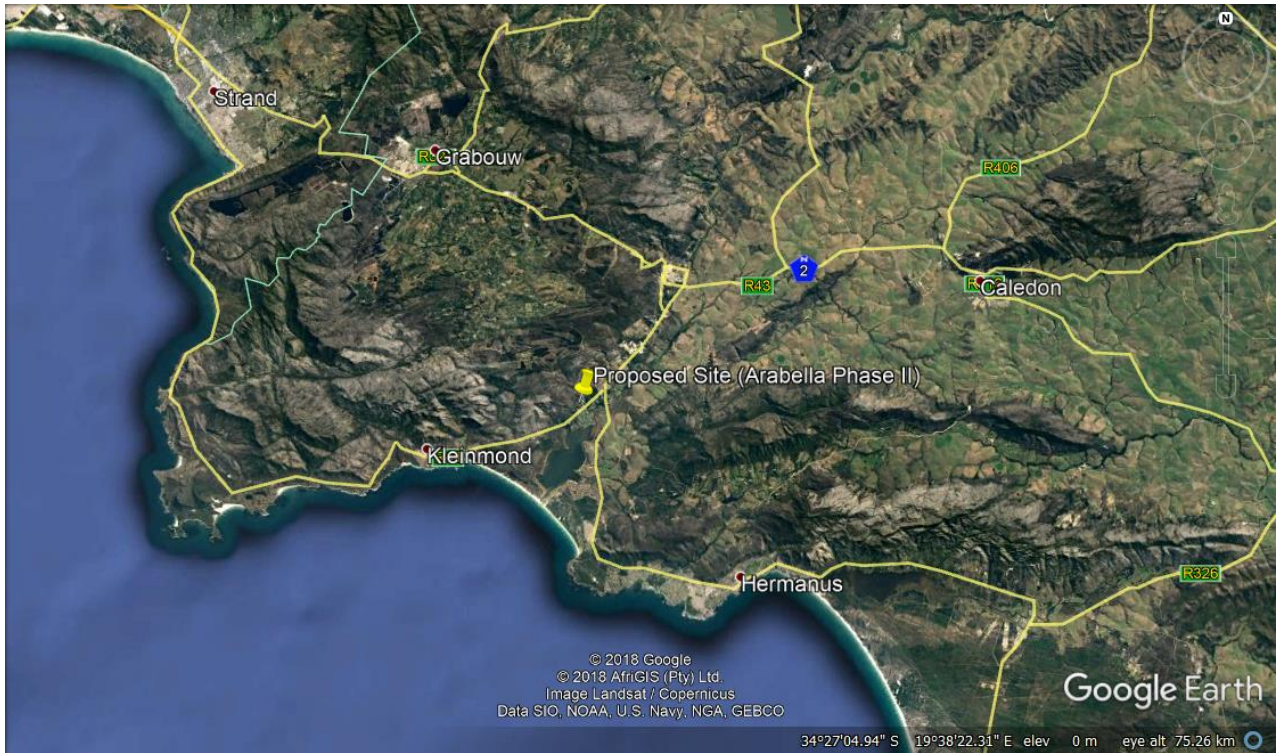 N
Strand
Grabouw
R406
N
2
R43
Caledon
Proposed Site (Arabella Phase II)
Kleinmond
Hermanus
R326
© 2018 Google
© 2018 AfriGIS (Pty) Ltd.
Image Landsat / Copernicus
Data SIO, NOAA, U.S. Navy, NGA, GEBCO
Google Earth
34°27'04.94" S 19°38'22.31" E elev 0 m eye alt 75.26 km